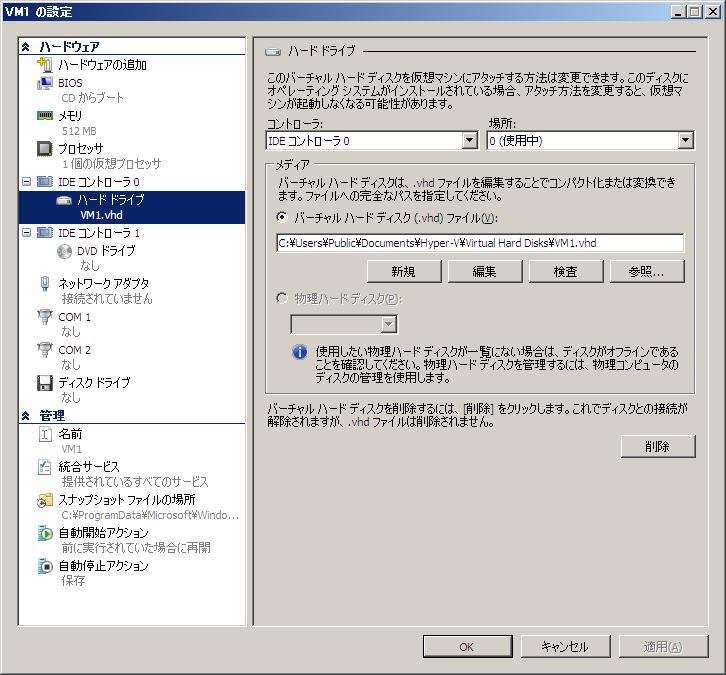 VM1 の設定
ハードウェア
ハードウェアの追加
BIOS
CD からブート
メモリ
512 MB
プロセッサ
1 個の仮想プロセッサ
IDE コントローラ 0
ハード ドライブ
VM1.vhd
IDE コントローラ 1
DVD ドライブ
なし
ネットワーク アダプタ
接続されていません
COM 1
なし
COM 2
なし
ディスク ドライブ
なし
管理
名前
VM1
統合サービス
提供されているすべてのサービス
スナップショット ファイルの場所
C:¥ProgramData¥Microsoft¥Windo...
自動開始アクション
前に実行されていた場合に再開
自動停止アクション
保存
ハード ドライブ
このバーチャル ハード ディスクを仮想マシンにアタッチする方法は変更できます。このディスクに
オペレーティング システムがインストールされている場合、アタッチ方法を変更すると、仮想マ
シンが起動しなくなる可能性があります。
コントローラ:
場所:
IDE コントローラ 0
0 (使用中)
メディア
バーチャル ハード ディスクは、.vhd ファイルを編集することでコンパクト化または変換できま
す。ファイルへの完全なパスを指定してください。
バーチャル ハード ディスク (.vhd) ファイル(V):
C:¥Users¥Public¥Documents¥Hyper-V¥Virtual Hard Disks¥VM1.vhd
新規
編集
検査
参照...
物理ハード ディスク(P):
使用したい物理ハード ディスクが一覧にない場合は、ディスクがオフラインである
ことを確認してください。物理ハード ディスクを管理するには、物理コンピュータの
ディスクの管理を使用します。
バーチャル ハード ディスクを削除するには、[削除] をクリックします。これでディスクとの接続が
解除されますが、.vhd ファイルは削除されません。
削除
OK
キャンセル
適用(A)